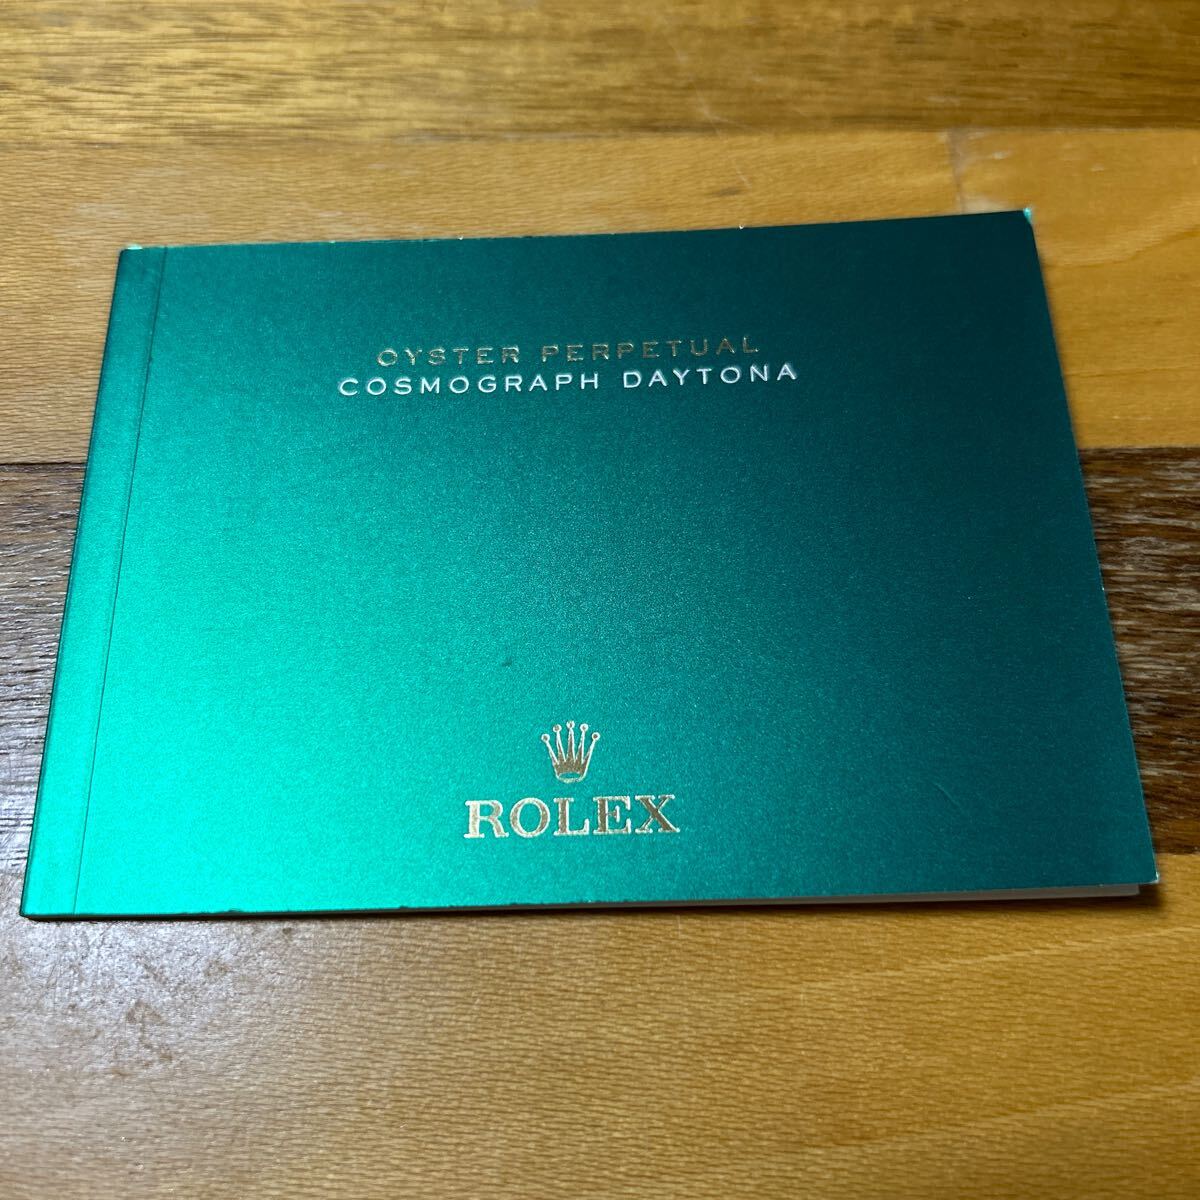 OYSTER PERPETUAL
COSMOGRAPH DAYTONA
ROLEX